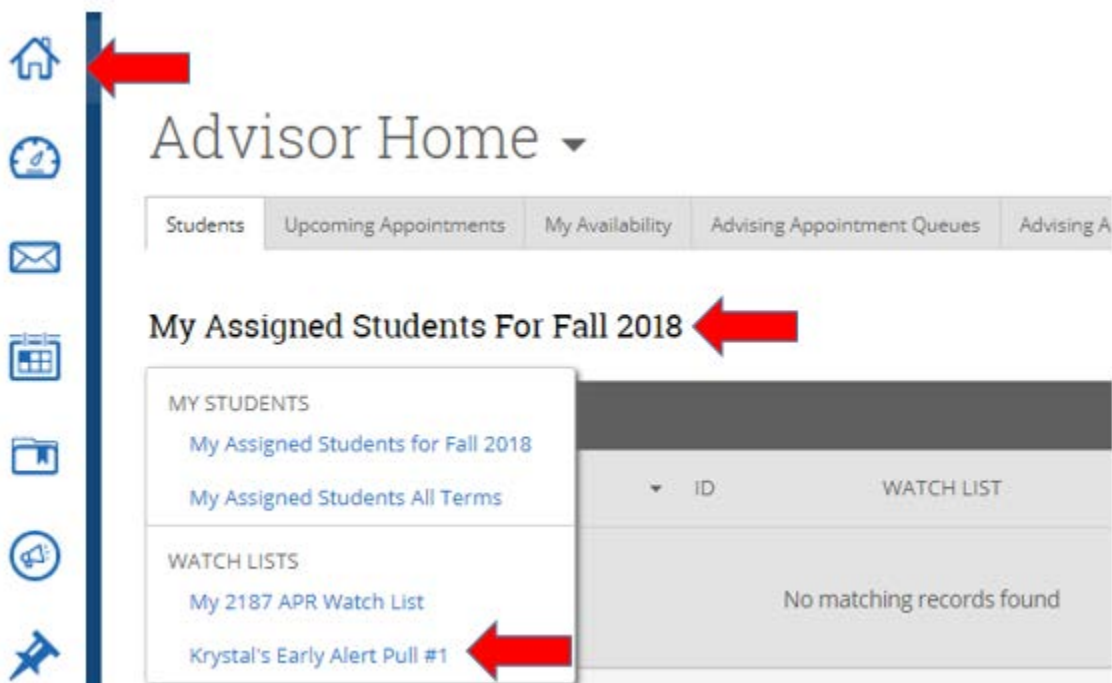 Advisor Home
Students Upcoming Appointments My Availability Advising Appointment Queues Advising A
My Assigned Students For Fall 2018
MY STUDENTS
My Assigned Students for Fall 2018
My Assigned Students All Terms
ID WATCH LIST
WATCH LISTS
My 2187 APR Watch List
No matching records found
Krystal's Early Alert Pull #1